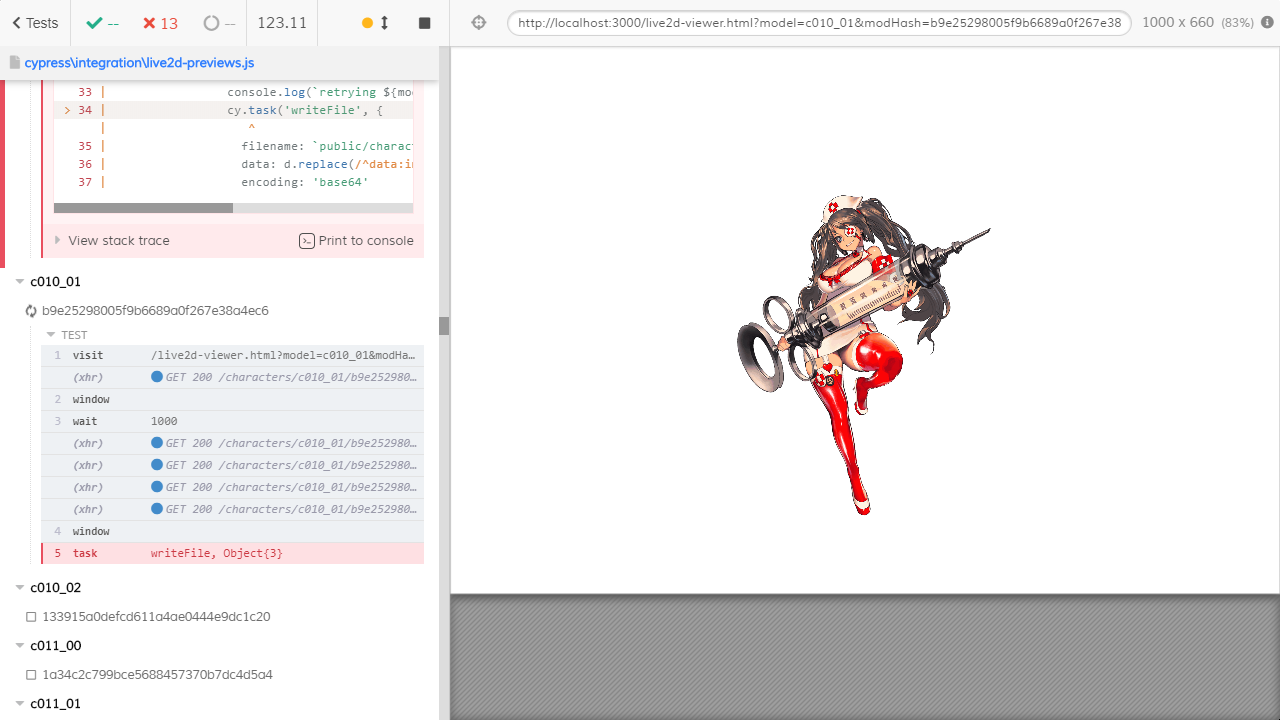 Tests
--
13
--
123.11
http://localhost:3000/live2d-viewer.html?model=c010_01&modHash=b9e25298005f9b6689a0f267e38
1000 x 660 (83%)
cypress\integration\live2d-previews.js
33 | console.log(`retrying ${mo
> 34 | cy.task('writeFile', {
| ^
35 | filename: `public/charact
36 | data: d.replace(/^data:i
37 | encoding: 'base64'
View stack trace
Print to console
c010_01
b9e25298005f9b6689a0f267e38a4ec6
TEST
1 visit /live2d-viewer.html?model=c010_01&modHa…
(xhr) GET 200 /characters/c010_01/b9e252980…
2 window
3 wait 1000
(xhr) GET 200 /characters/c010_01/b9e252980…
(xhr) GET 200 /characters/c010_01/b9e252980…
(xhr) GET 200 /characters/c010_01/b9e252980…
(xhr) GET 200 /characters/c010_01/b9e252980…
4 window
5 task writeFile, Object{3}
c010_02
133915a0defcd611a4ae0444e9dc1c20
c011_00
1a34c2c799bce5688457370b7dc4d5a4
c011_01